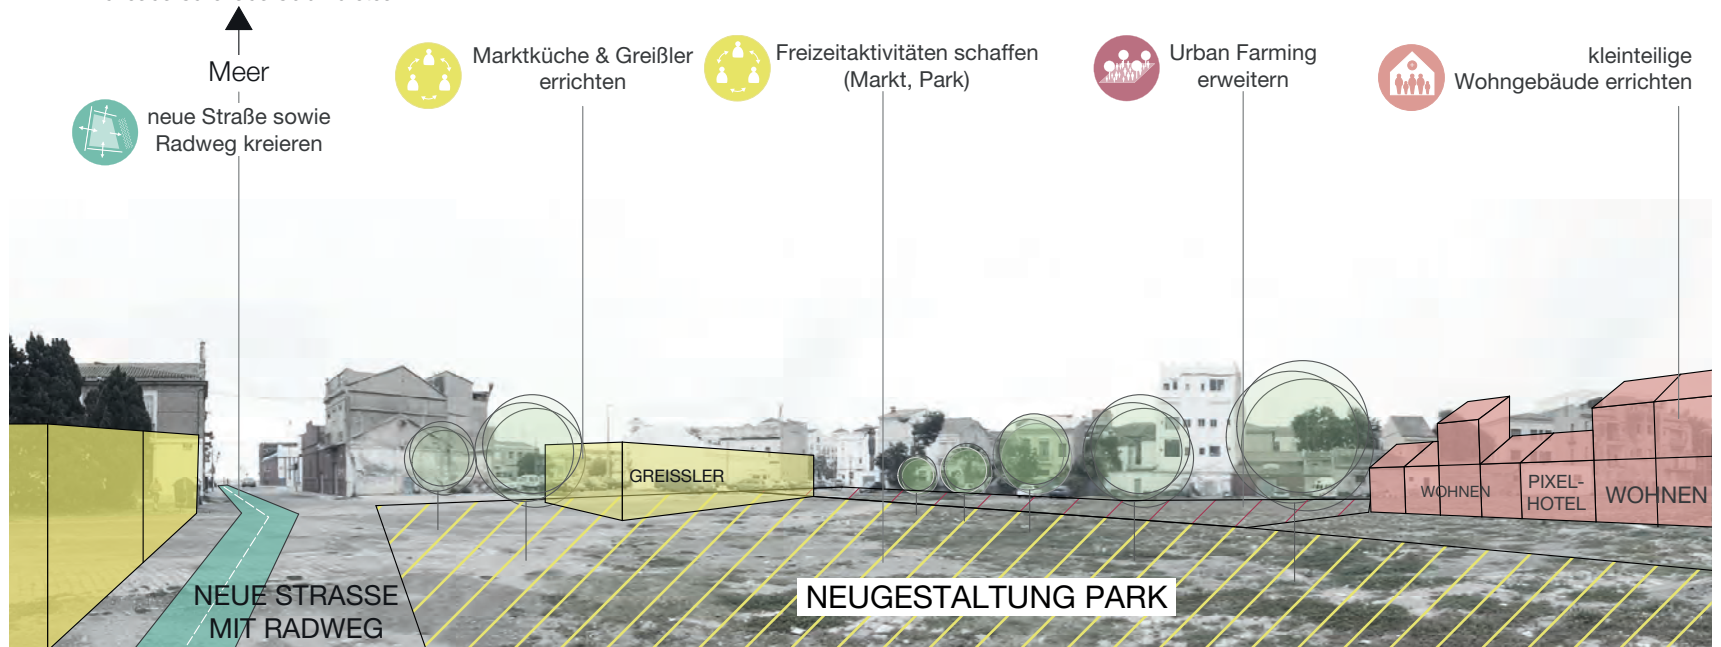 Meer
neue Straße sowie
Radweg kreieren
Marktküche & Greißler
errichten
Freizeitaktivitäten schaffen
(Markt, Park)
Urban Farming
erweitern
kleinteilige
Wohngebäude errichten
GREISSLER
WOHNEN
PIXEL-
HOTEL
WOHNEN
NEUE STRASSE
MIT RADWEG
NEUGESTALTUNG PARK